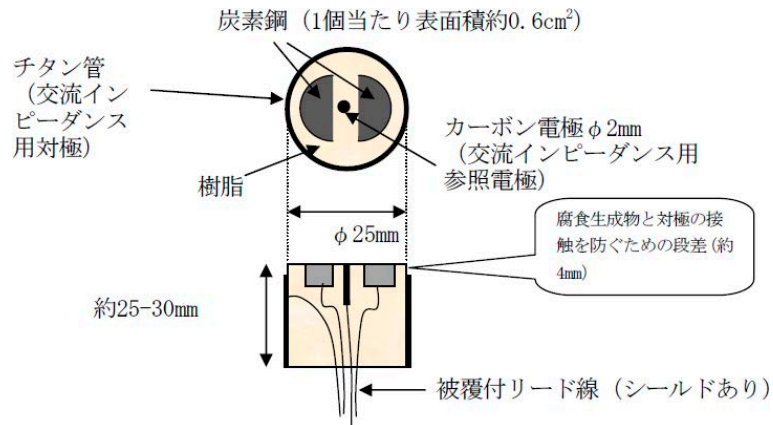 炭素鋼（1個当たり表面積約0.6cm²）
チタン管
（交流イン
ピーダンス
用対極）
カーボン電極φ2mm
（交流インピーダンス用
参照電極）
樹脂
φ25mm
腐食生成物と対極の接
触を防ぐための段差(約
4mm)
約25-30mm
被覆付リード線（シールドあり）